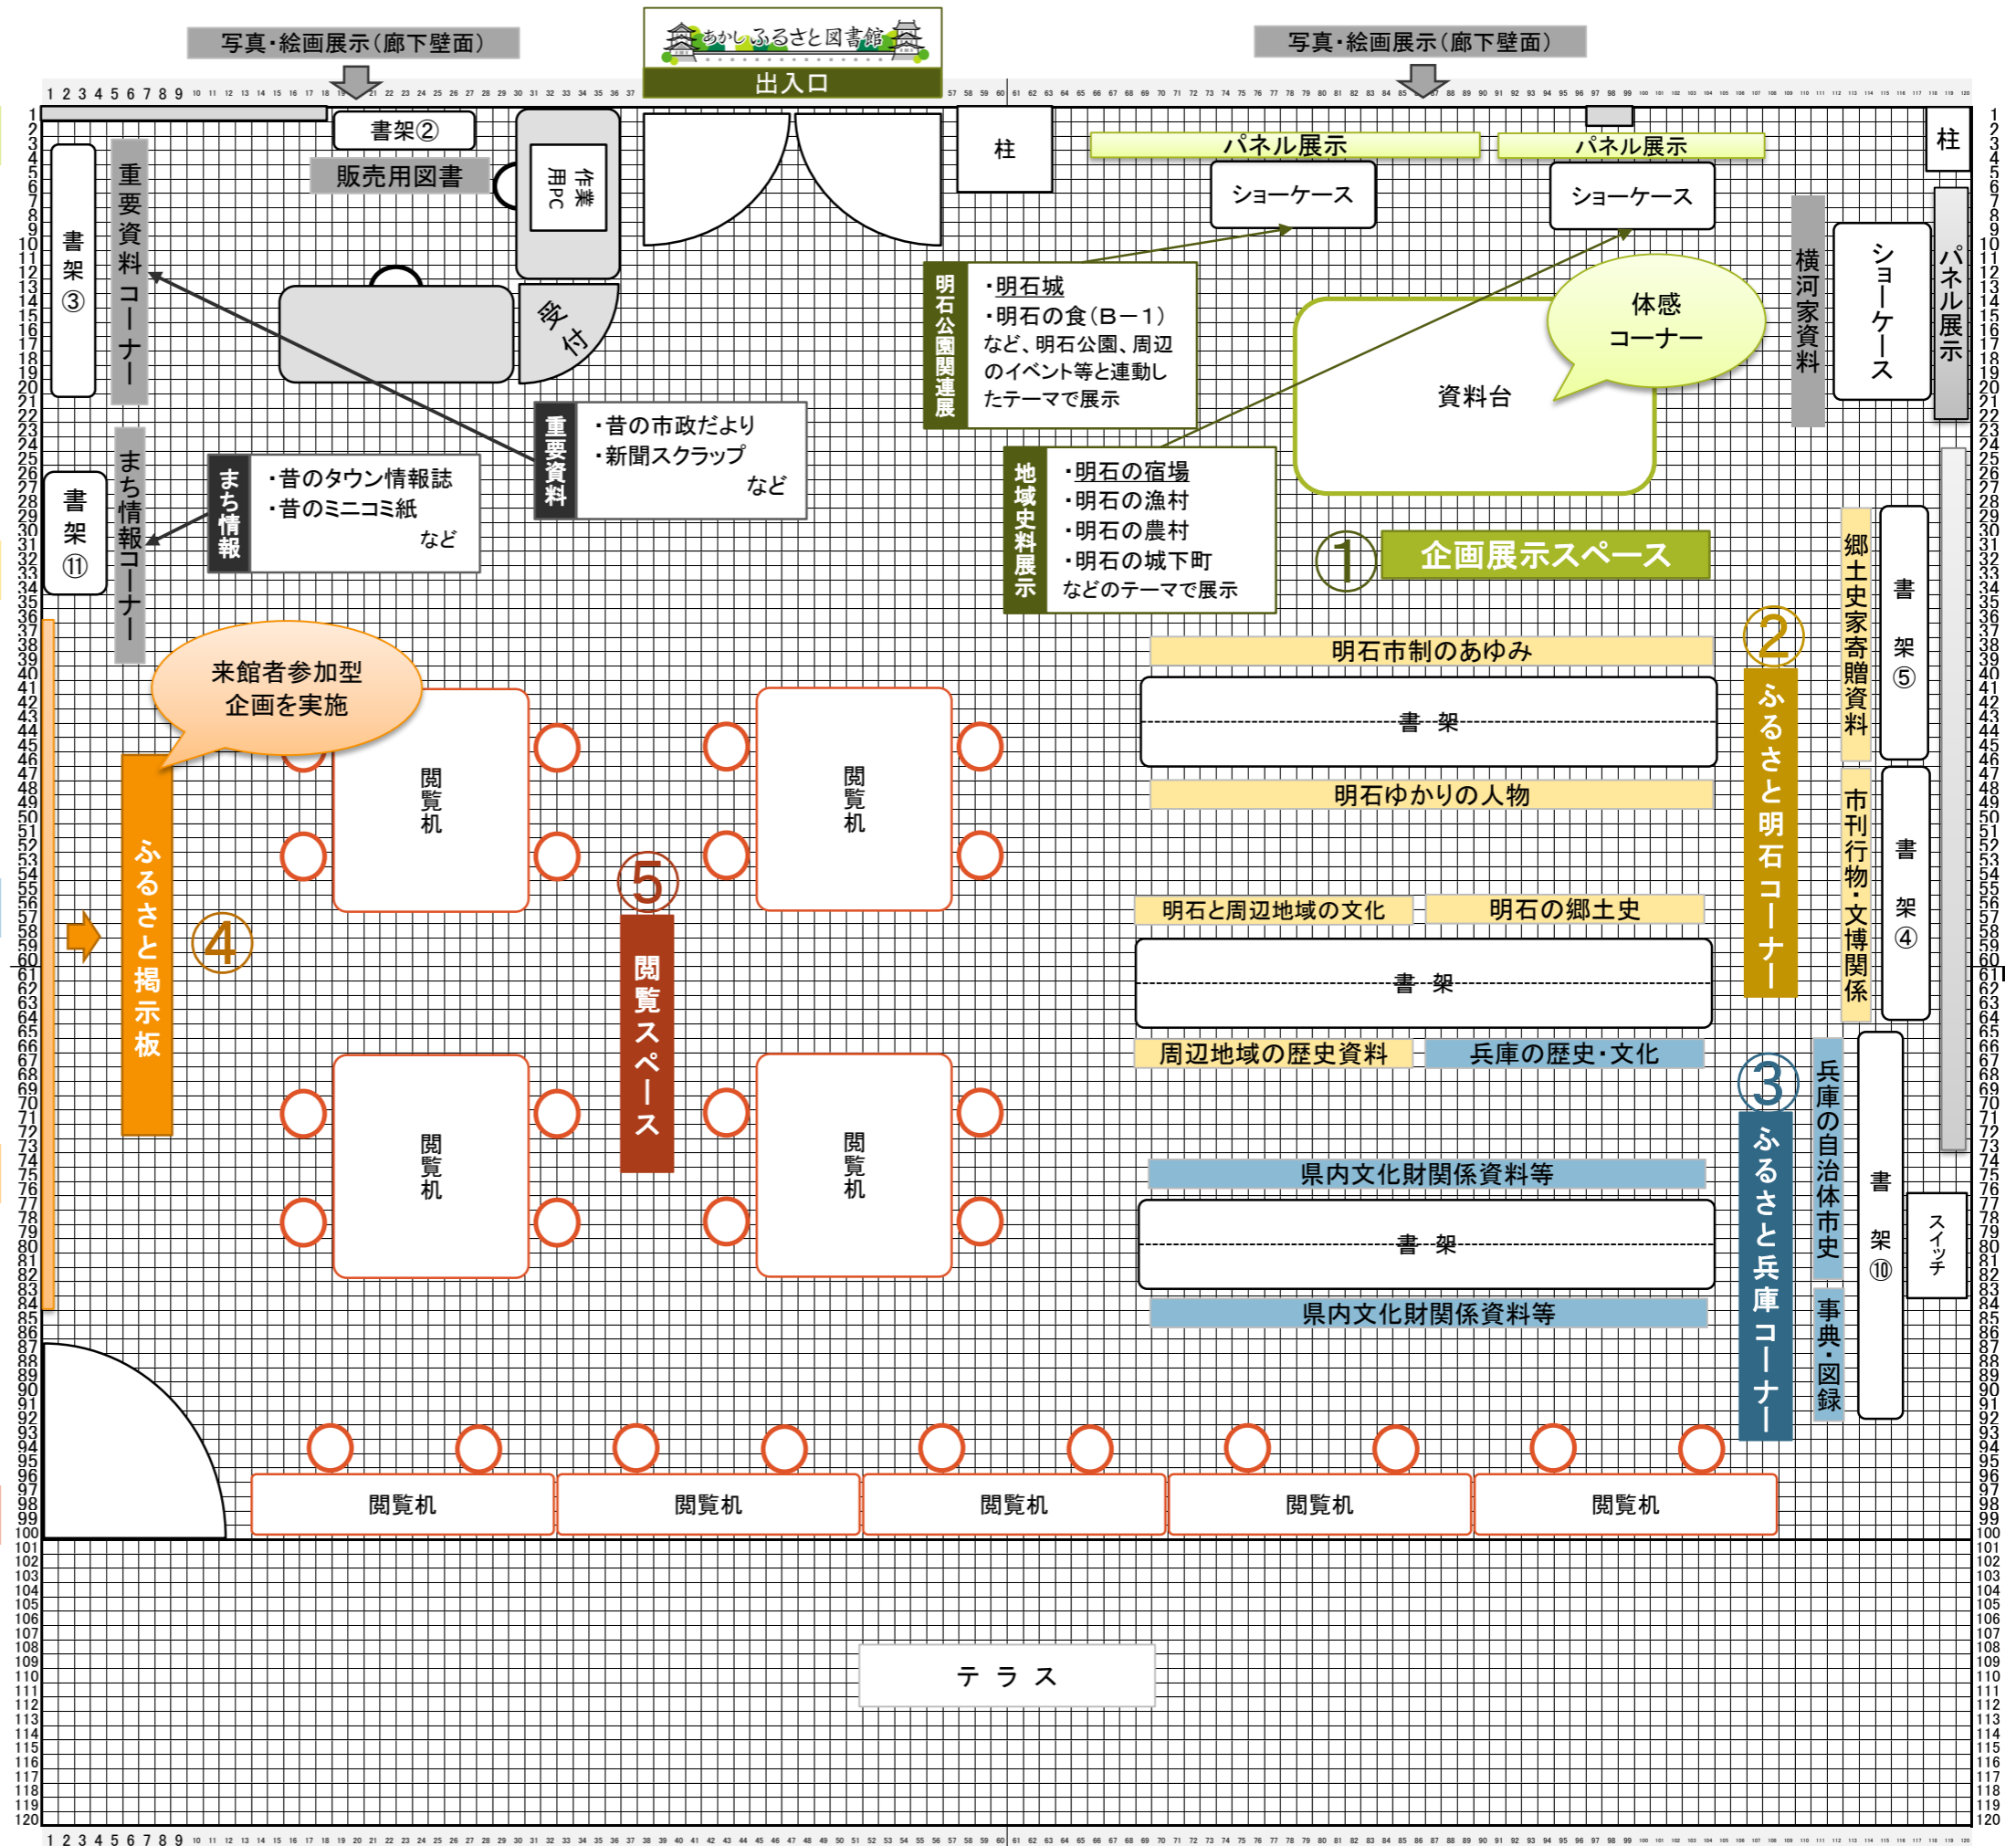 あかしふるさと図書館
出入口
写真・絵画展示（廊下壁面）
写真・絵画展示（廊下壁面）
書架②
販売用図書
作業
用PC
受付
柱
パネル展示
パネル展示
ショーケース
ショーケース
柱
重要資料コーナー
書架③
横河家資料
ショーケース
パネル展示
明石公園関連展
・明石城
・明石の食（B－1）
など、明石公園、周辺
のイベント等と連動し
たテーマで展示
体感
コーナー
資料台
重要資料
・昔の市政だより
・新聞スクラップ
など
まち情報コーナー
書架⑪
まち情報
・昔のタウン情報誌
・昔のミニコミ紙
など
地域史料展示
・明石の宿場
・明石の漁村
・明石の農村
・明石の城下町
などのテーマで展示
①
企画展示スペース
郷土史家寄贈資料
書架⑤
②
ふるさと明石コーナー
明石市制のあゆみ
書架
明石ゆかりの人物
来館者参加型
企画を実施
ふるさと掲示板
④
閲覧机
閲覧机
⑤
閲覧スペース
市刊行物・文博関係
書架④
明石と周辺地域の文化
明石の郷土史
書架
周辺地域の歴史資料
兵庫の歴史・文化
③
ふるさと兵庫コーナー
兵庫の自治体市史
書架⑩
スイッチ
事典・図録
閲覧机
閲覧机
県内文化財関係資料等
書架
県内文化財関係資料等
閲覧机
閲覧机
閲覧机
閲覧机
閲覧机
テラス